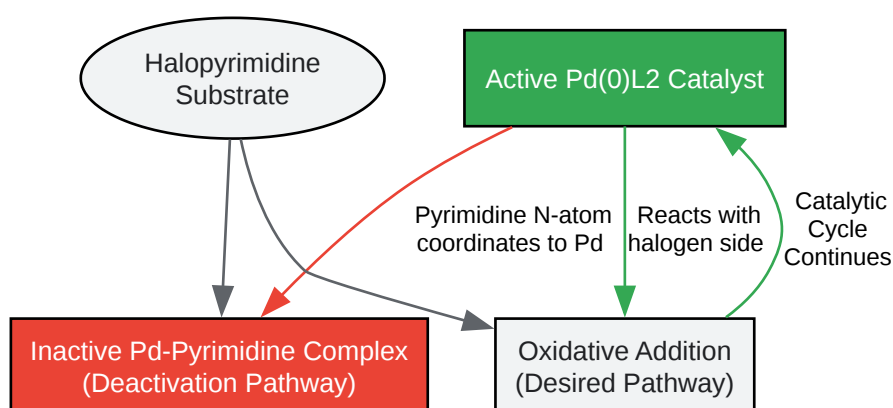 Halopyrimidine
Substrate
Active Pd(0)L2 Catalyst
Pyrimidine N-atom
coordinates to Pd
Reacts with
halogen side
Catalytic
Cycle
Continues
Inactive Pd-Pyrimidine Complex
(Deactivation Pathway)
Oxidative Addition
(Desired Pathway)